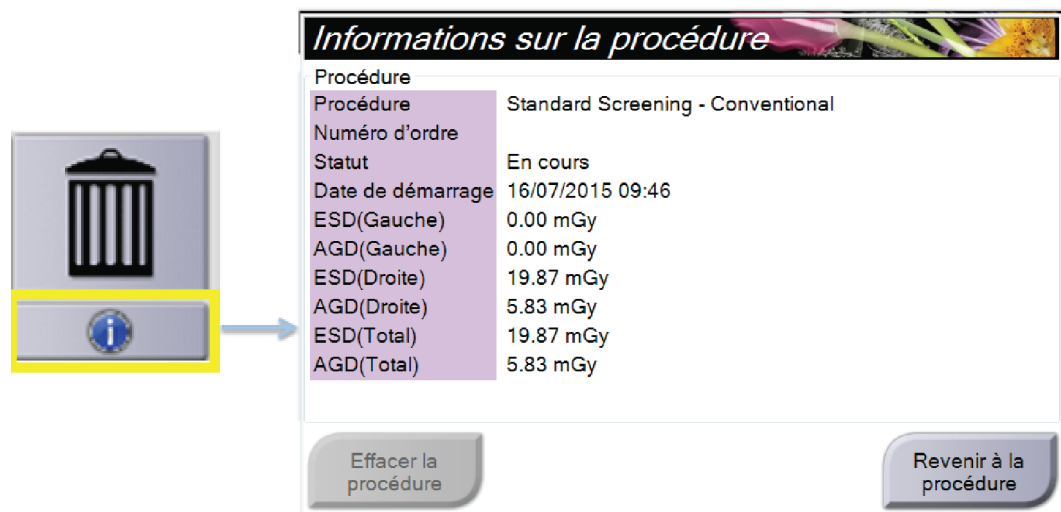 Informations sur la procédure
Procédure
Procédure Standard Screening - Conventional
Numéro d'ordre
Statut En cours
Date de démarrage 16/07/2015 09:46
ESD(Gauche) 0.00 mGy
AGD(Gauche) 0.00 mGy
ESD(Droite) 19.87 mGy
AGD(Droite) 5.83 mGy
ESD(Total) 19.87 mGy
AGD(Total) 5.83 mGy
Effacer la
procédure
Revenir à la
procédure